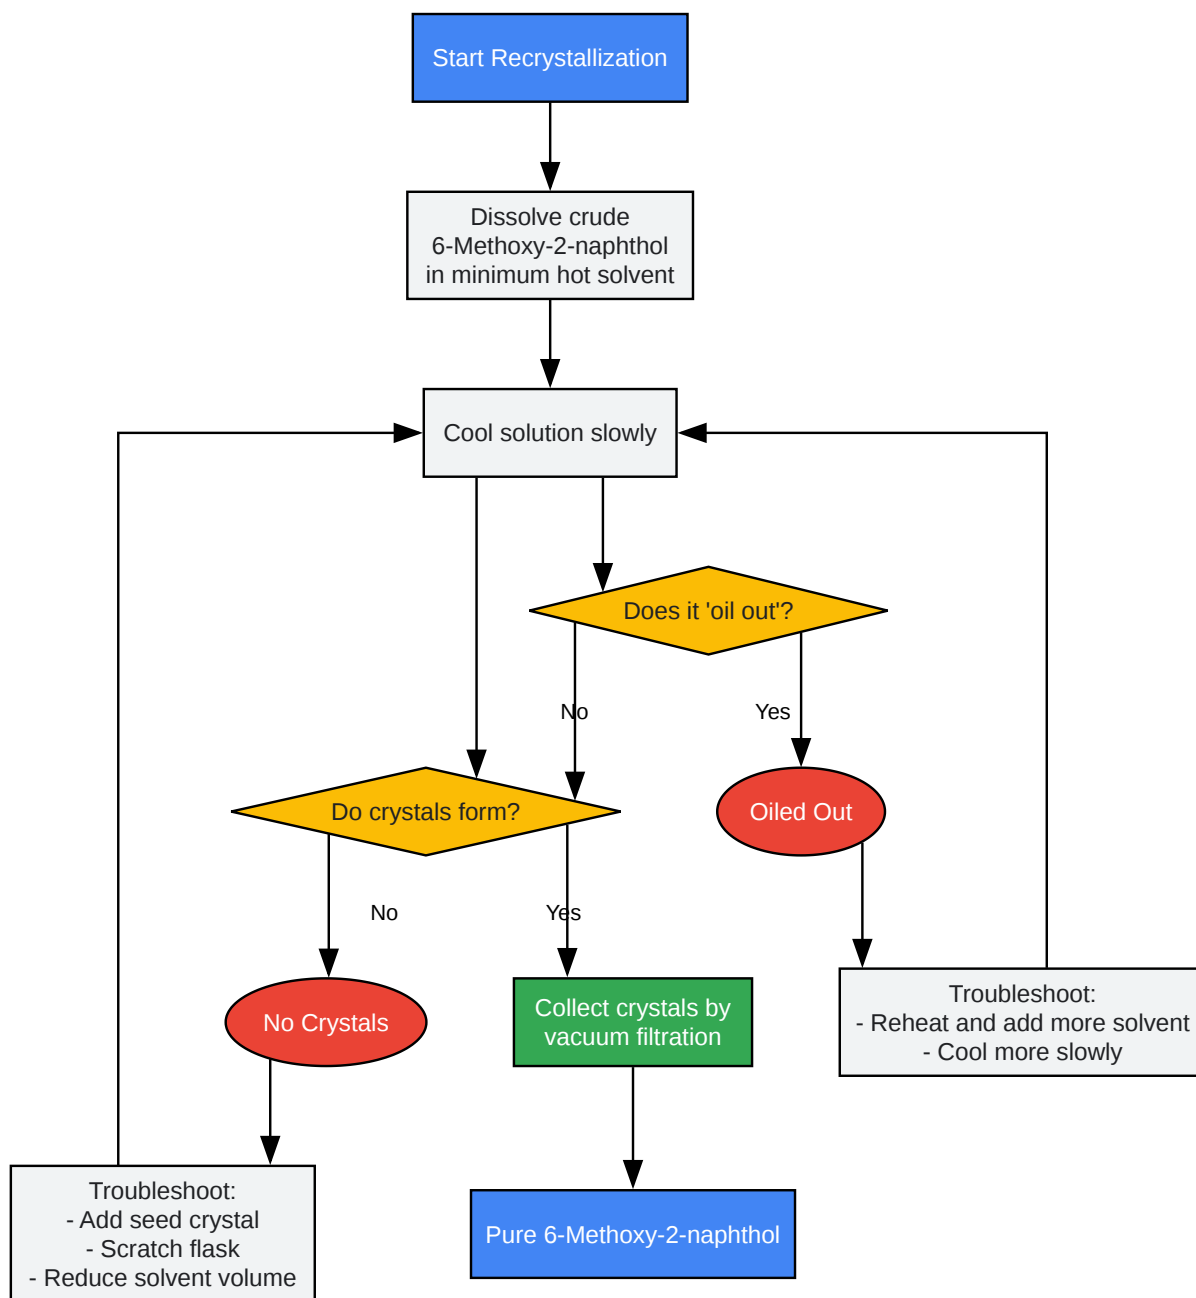 Start Recrystallization
Dissolve crude
6-Methoxy-2-naphthol
in minimum hot solvent
Cool solution slowly
Does it 'oil out'?
No
Yes
Do crystals form?
Oiled Out
No
Yes
No Crystals
Collect crystals by
vacuum filtration
Troubleshoot:
- Reheat and add more solvent
- Cool more slowly
Troubleshoot:
- Add seed crystal
- Scratch flask
- Reduce solvent volume
Pure 6-Methoxy-2-naphthol